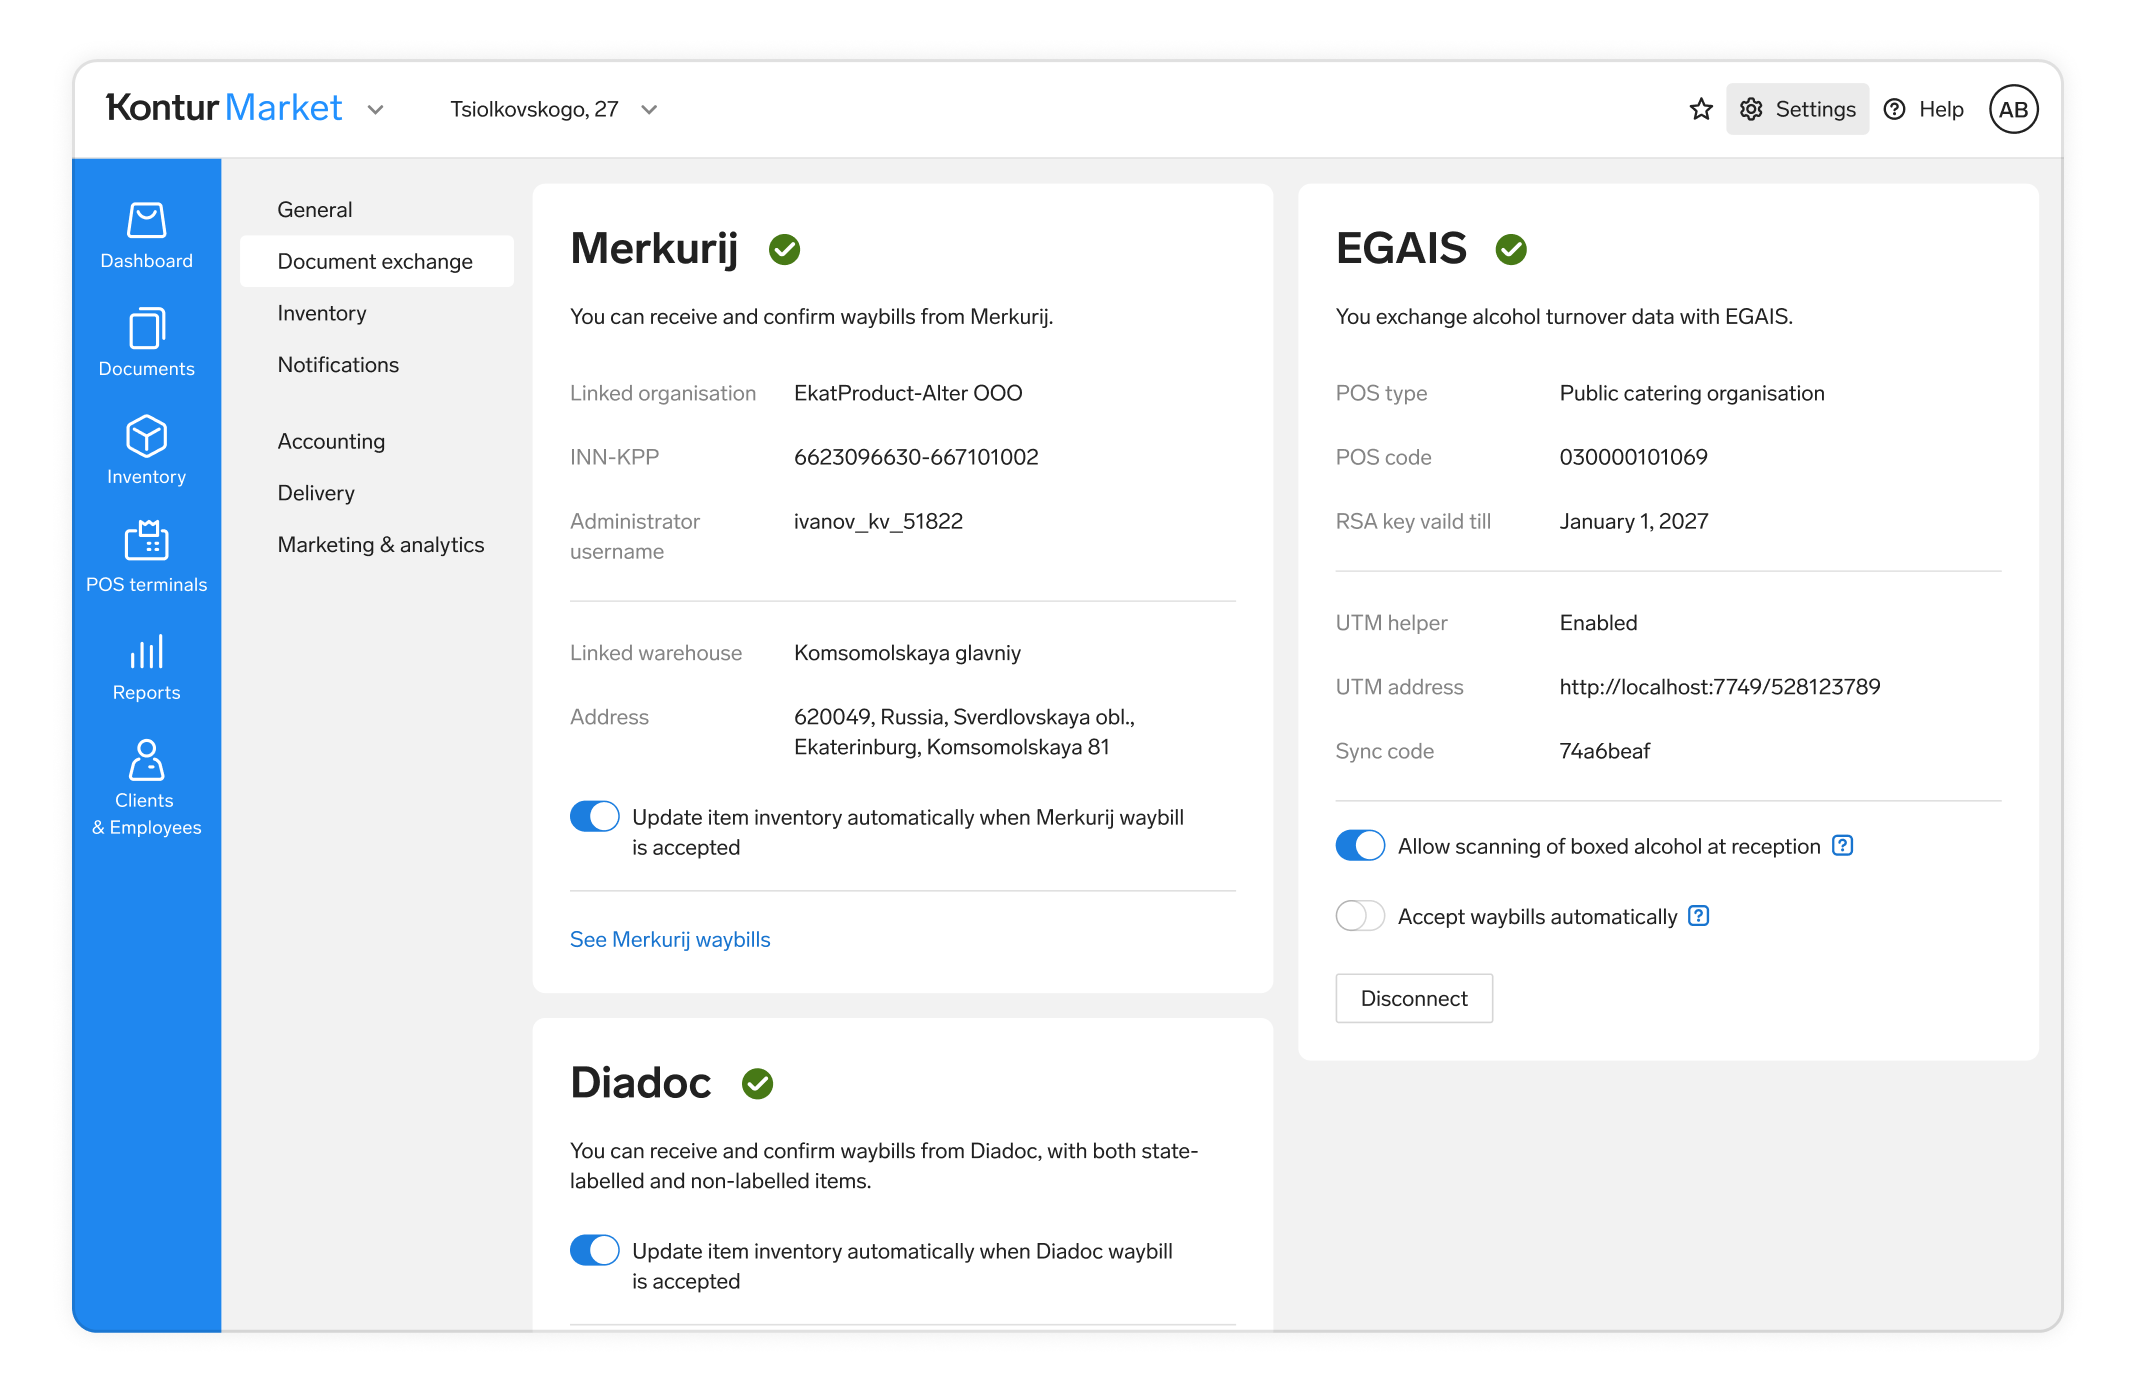 Kontur Market
Tsiolkovskogo, 27
Settings
Help
AB
Dashboard
Documents
Inventory
POS terminals
Reports
Clients
& Employees
General
Document exchange
Inventory
Notifications
Accounting
Delivery
Marketing & analytics
Merkurij
You can receive and confirm waybills from Merkurij.
Linked organisation EkatProduct-Alter OOO
INN-KPP 6623096630-667101002
Administrator ivanov_kv_51822
username
Linked warehouse Komsomolskaya glavniy
Address 620049, Russia, Sverdlovskaya obl.,
Ekaterinburg, Komsomolskaya 81
Update item inventory automatically when Merkurij waybill
is accepted
See Merkurij waybills
Diadoc
You can receive and confirm waybills from Diadoc, with both state-
labelled and non-labelled items.
Update item inventory automatically when Diadoc waybill
is accepted
EGAIS
You exchange alcohol turnover data with EGAIS.
POS type Public catering organisation
POS code 030000101069
RSA key vaild till January 1, 2027
UTM helper Enabled
UTM address http://localhost:7749/528123789
Sync code 74a6beaf
Allow scanning of boxed alcohol at reception ?
Accept waybills automatically ?
Disconnect